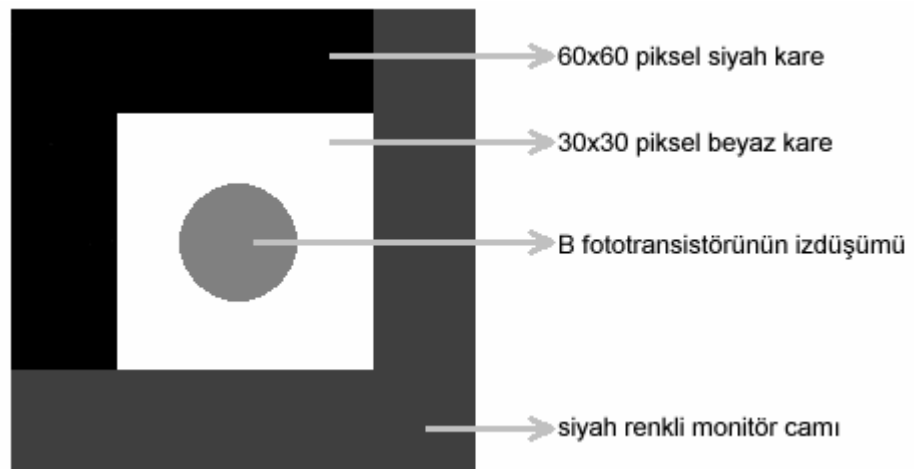 60x60 piksel siyah kare
30x30 piksel beyaz kare
B fototransistörünün izdüşümü
siyah renkli monitör camı